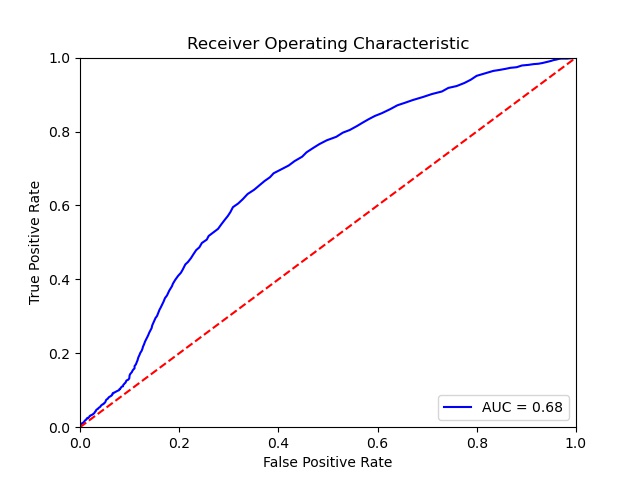 Receiver Operating Characteristic
1.0
0.8
0.6
0.4
0.2
0.0
True Positive Rate
AUC = 0.68
0.0 0.2 0.4 0.6 0.8 1.0
False Positive Rate